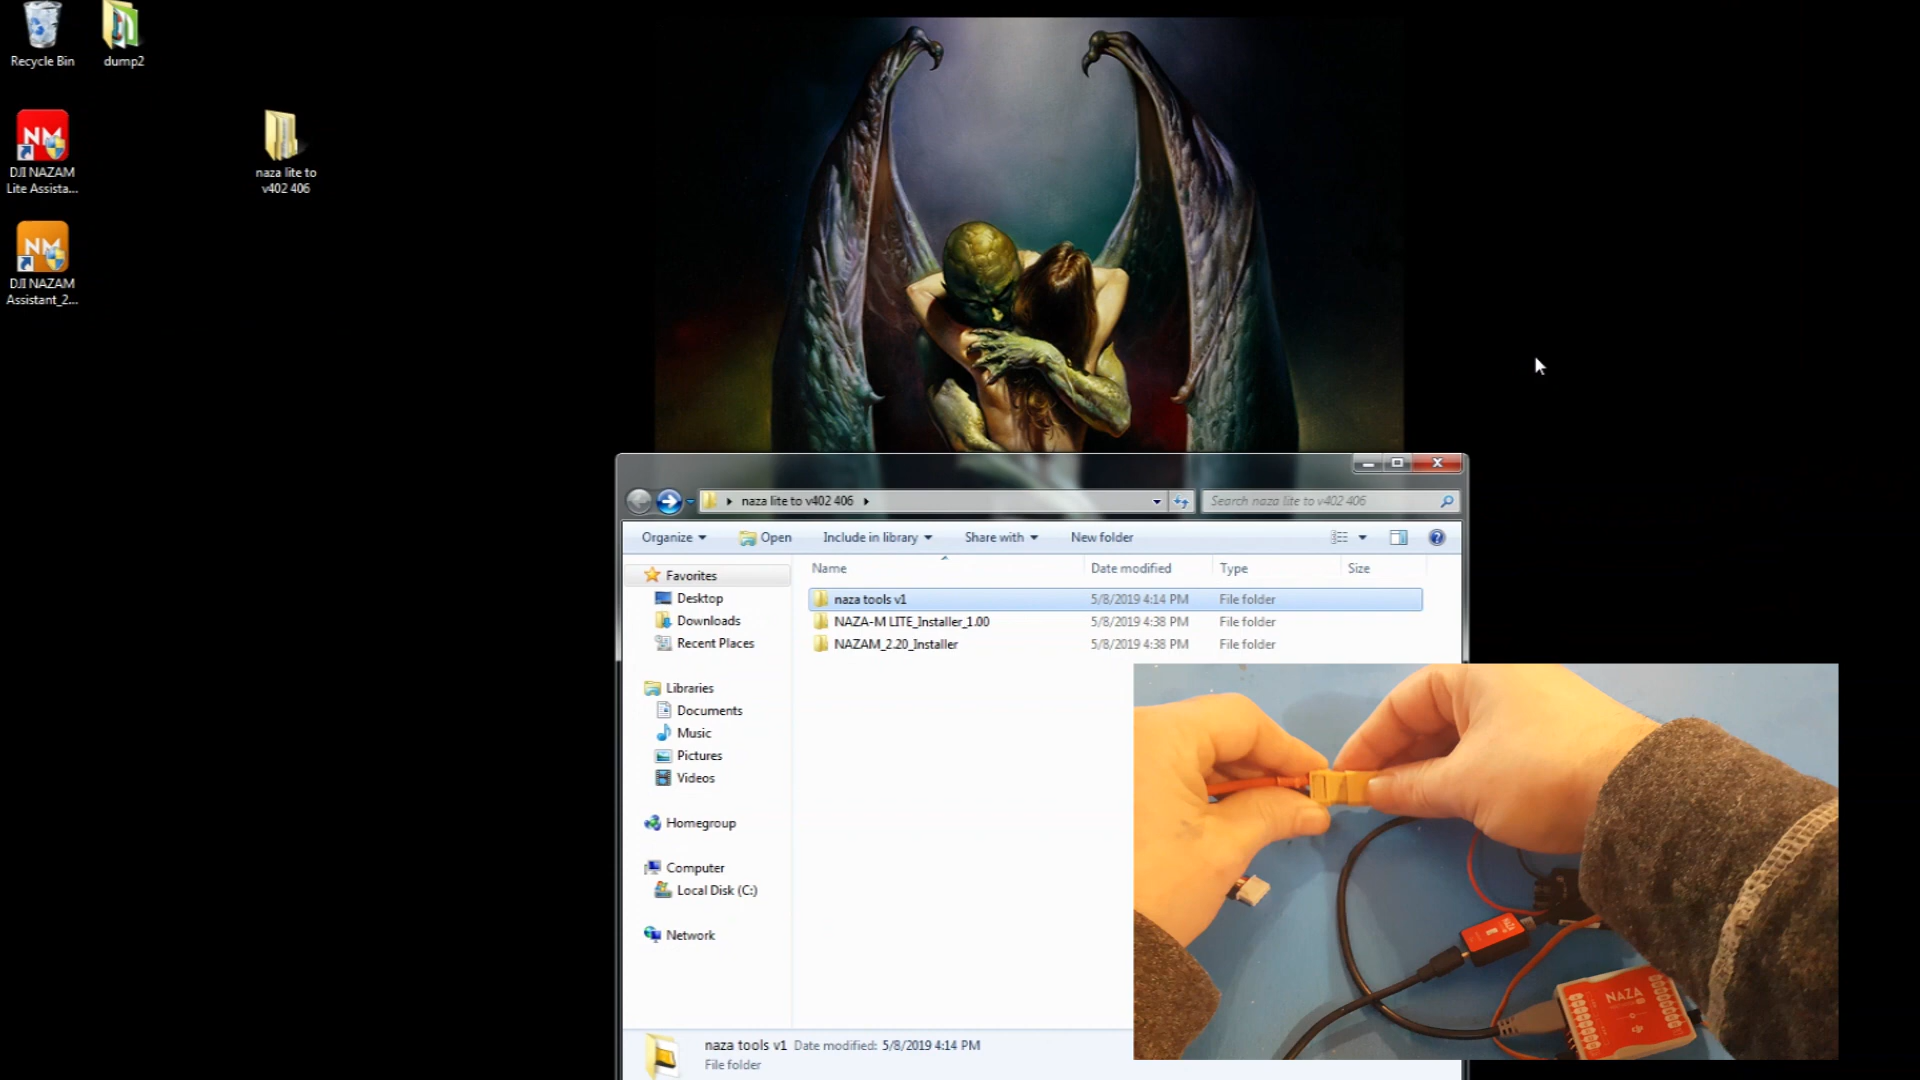 Recycle Bin
dump2
NM
DJI NAZAM
Lite Assista...
naza lite to
v402 406
NM
DJI NAZAM
Assistant_2...
naza lite to v402 406
Search naza lite to v402 406
Organize
Open
Include in library
Share with
New folder
Name
Date modified
Type
Size
Favorites
Desktop
Downloads
Recent Places
Libraries
Documents
Music
Pictures
Videos
Homegroup
Computer
Local Disk (C:)
Network
naza tools v1 5/8/2019 4:14 PM File folder
NAZA-M LITE_Installer_1.00 5/8/2019 4:38 PM File folder
NAZAM_2.20_Installer 5/8/2019 4:38 PM File folder
NAZA
NAZA
naza tools v1 Date modified: 5/8/2019 4:14 PM
File folder